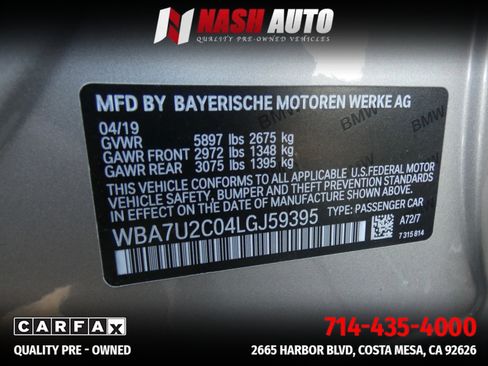 NASH AUTO
QUALITY PRE-OWNED VEHICLES
MFD BY BAYERISCHE MOTOREN WERKE AG
04/19
GVWR 5897 lbs 2675 kg
GAWR FRONT 2972 lbs 1348 kg
GAWR REAR 3075 lbs 1395 kg
THIS VEHICLE CONFORMS TO ALL APPLICABLE U.S.FEDERAL MOTOR
VEHICLE SAFETY, BUMPER, AND THEFT PREVENTION STANDARDS
IN EFFECT ON THE DATE OF MANUFACTURE SHOWN ABOVE.
WBA7U2C04LGJ59395 TYPE: PASSENGER CAR
A72/7
7 315 814
BMW
BMW
BMW
CARFAX
QUALITY PRE - OWNED
714-435-4000
2665 HARBOR BLVD, COSTA MESA, CA 92626